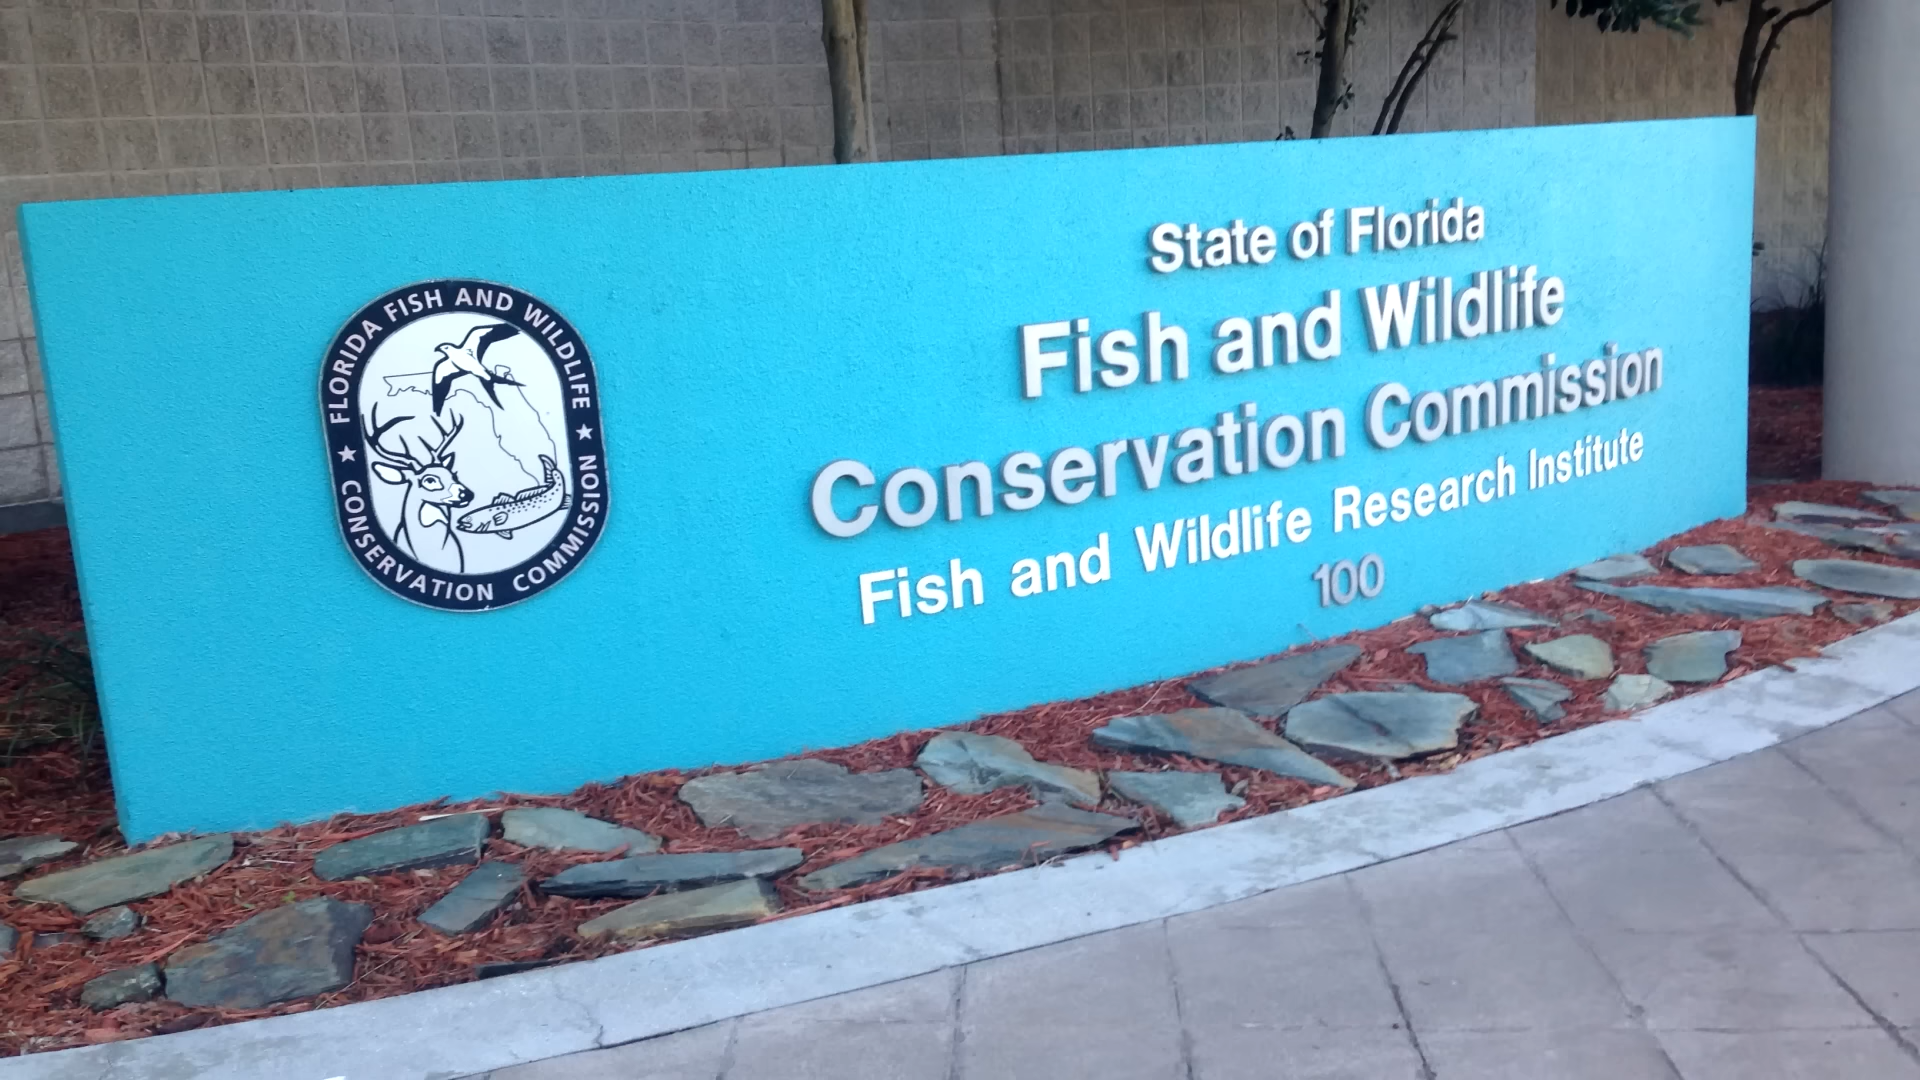 FLORIDA FISH AND WILDLIFE
★ CONSERVATION COMMISSION ★
State of Florida
Fish and Wildlife
Conservation Commission
Fish and Wildlife Research Institute
100